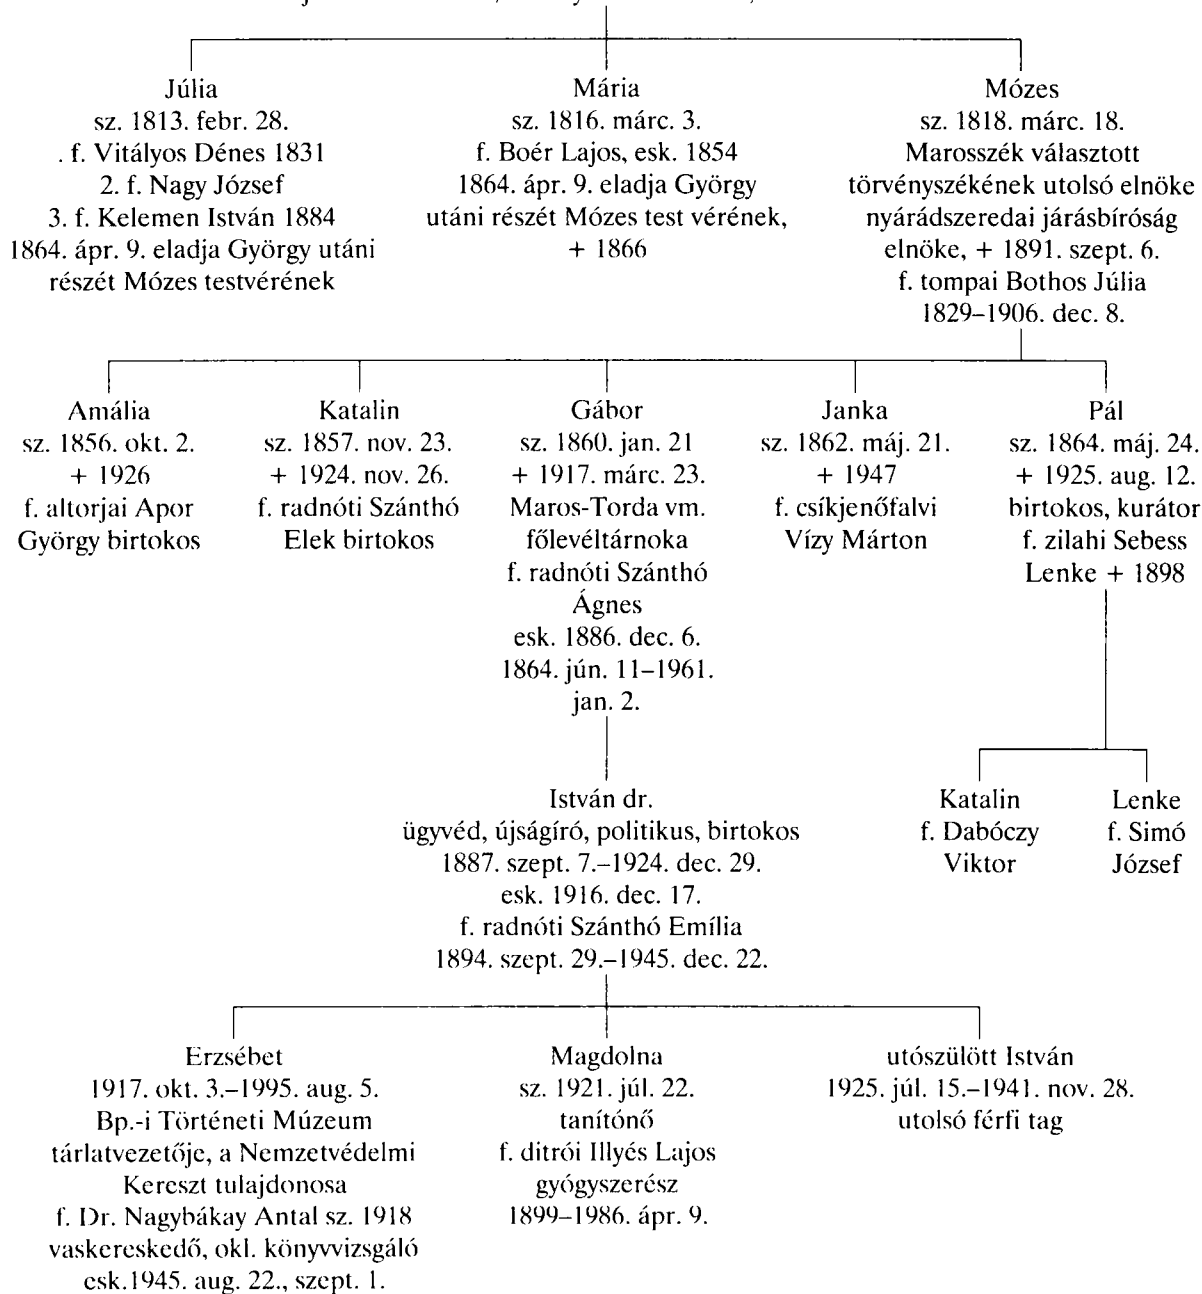 Júlia
sz. 1813. febr. 28.
. f. Vitályos Dénes 1831
2. f. Nagy József
3. f. Kelemen István 1884
1864. ápr. 9. eladja György utáni
részét Mózes testvérének
Mária
sz. 1816. márc. 3.
f. Boér Lajos, esk. 1854
1864. ápr. 9. eladja György
utáni részét Mózes test vérének,
+ 1866
Mózes
sz. 1818. márc. 18.
Marosszék választott
törvényszékének utolsó elnöke
nyárádszeredai járásbíróság
elnöke, + 1891. szept. 6.
f. tompai Bothos Júlia
1829–1906. dec. 8.
Amália
sz. 1856. okt. 2.
+ 1926
f. altorjai Apor
György birtokos
Katalin
sz. 1857. nov. 23.
+ 1924. nov. 26.
f. radnóti Szánthó
Elek birtokos
Gábor
sz. 1860. jan. 21
+ 1917. márc. 23.
Maros-Torda vm.
főlevéltárnoka
f. radnóti Szánthó
Ágnes
esk. 1886. dec. 6.
1864. jún. 11–1961.
jan. 2.
Janka
sz. 1862. máj. 21.
+ 1947
f. csíkjenőfalvi
Vízy Márton
Pál
sz. 1864. máj. 24.
+ 1925. aug. 12.
birtokos, kurátor
f. zilahi Sebess
Lenke + 1898
István dr.
ügyvéd, újságíró, politikus, birtokos
1887. szept. 7.–1924. dec. 29.
esk. 1916. dec. 17.
f. radnóti Szánthó Emília
1894. szept. 29.–1945. dec. 22.
Katalin
f. Dabóczy
Viktor
Lenke
f. Simó
József
Erzsébet
1917. okt. 3.–1995. aug. 5.
Bp.-i Történeti Múzeum
tárlatvezetője, a Nemzetvédelmi
Kereszt tulajdonosa
f. Dr. Nagybákay Antal sz. 1918
vaskereskedő, okl. könyvvizsgáló
esk.1945. aug. 22., szept. 1.
Magdolna
sz. 1921. júl. 22.
tanítónő
f. ditrói Illyés Lajos
gyógyszerész
1899–1986. ápr. 9.
utószülött István
1925. júl. 15.–1941. nov. 28.
utolsó férfi tag